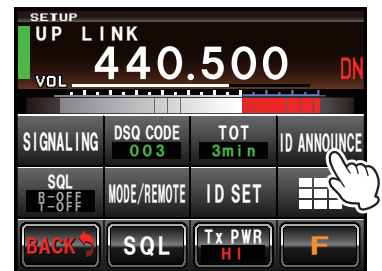 SETUP
UP LINK
VOL 440.500 DN
SIGNALING DSQ CODE 003 TOT 3min ID ANNOUNCE
SQL R-OFF T-OFF MODE/REMOTE ID SET
BACK SQL Tx PWR HI F